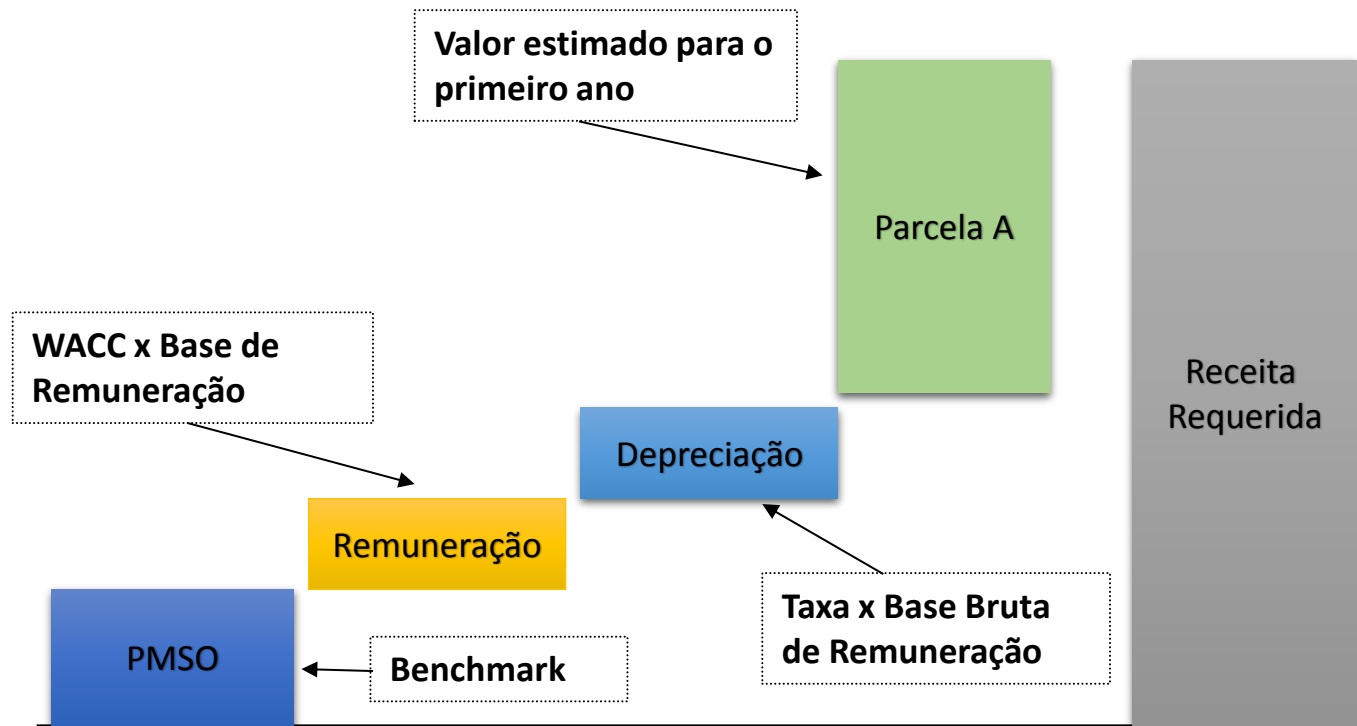 Valor estimado para o
primeiro ano
Parcela A
WACC x Base de
Remuneração
Receita
Requerida
Depreciação
Remuneração
Taxa x Base Bruta
de Remuneração
PMSO
Benchmark